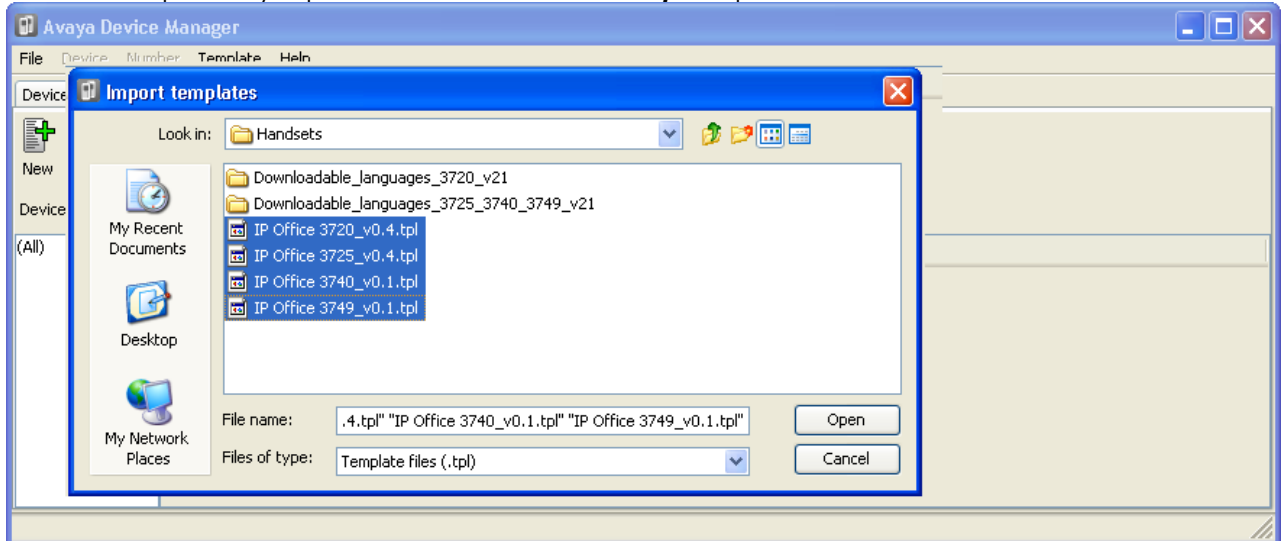 Avaya Device Manager
File Device Number Template Help
Device
Import templates
Look in: Handsets
New
Device
(All)
My Recent
Documents
Desktop
My Network
Places
Downloadable_languages_3720_v21
Downloadable_languages_3725_3740_3749_v21
IP Office 3720_v0.4.tpl
IP Office 3725_v0.4.tpl
IP Office 3740_v0.1.tpl
IP Office 3749_v0.1.tpl
File name: .4.tpl" "IP Office 3740_v0.1.tpl" "IP Office 3749_v0.1.tpl"
Open
Files of type: Template files (.tpl)
Cancel